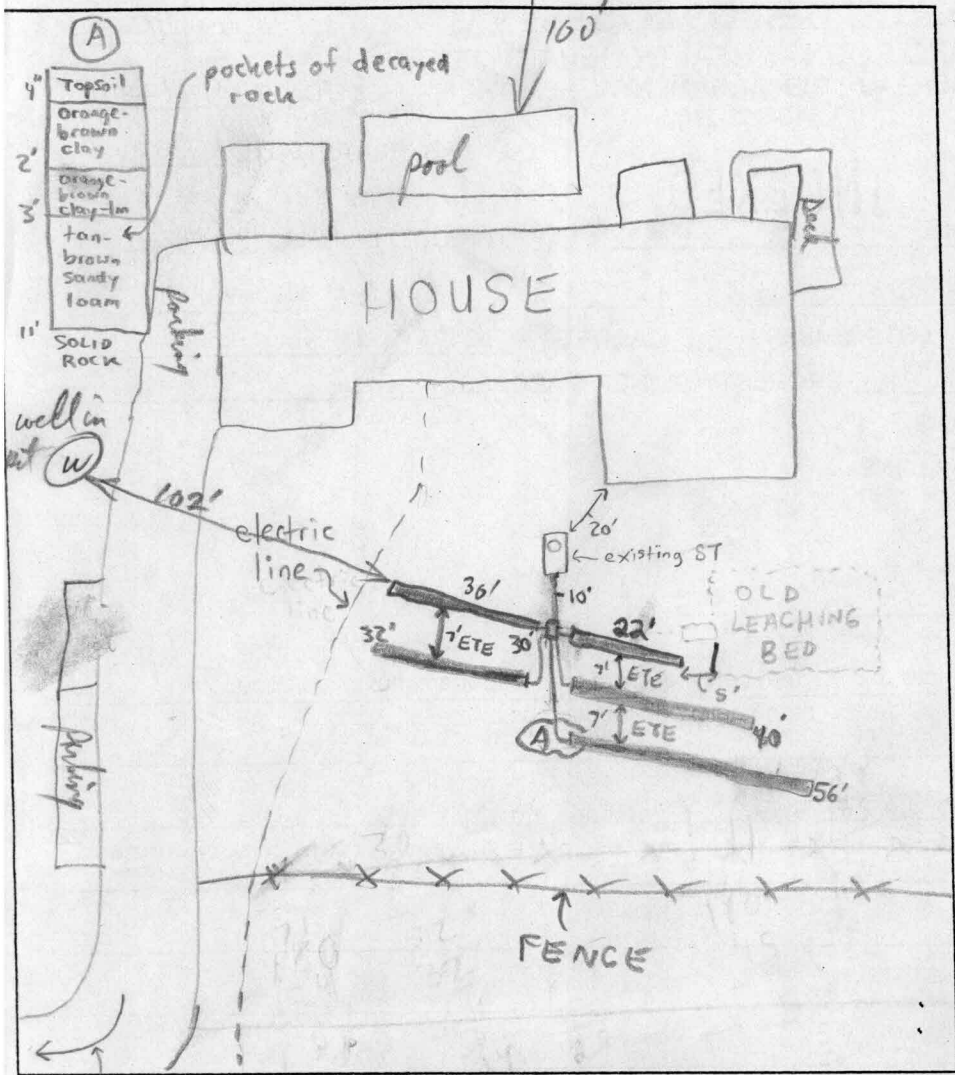 A
160'
4"
Topsoil
pockets of decayed
rock
orange-
brown
clay
2'
orange-
brown
clay-lm
3'
tan-
brown
sandy
loam
11'
SOLID
ROCK
pool
Deck
HOUSE
Parking
well in
W
102'
electric
line
20'
existing ST
10'
36'
30'
22'
OLD
LEACHING
BED
32'
7' ETE
7' ETE
5'
7' ETE
40'
A
56'
Parking
FENCE